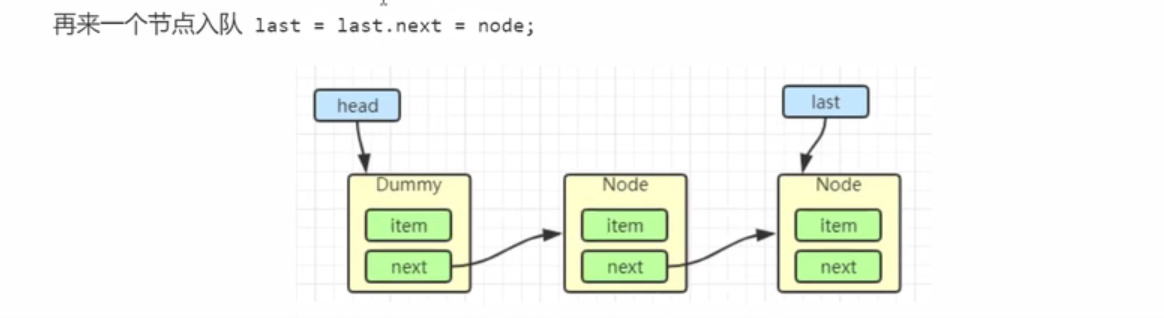 再来一个节点入队 last = last.next = node;
head last
Dummy Node Node
item item item
next next next